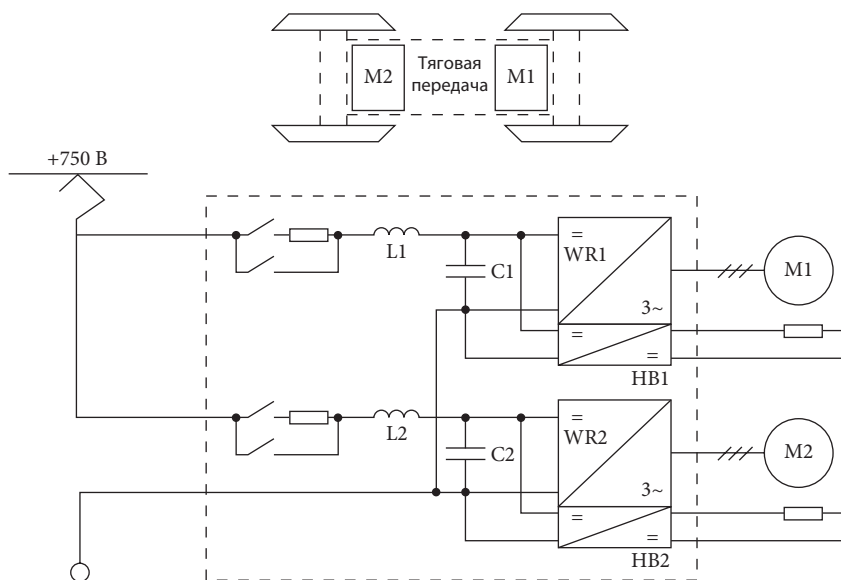 M2
Тяговая
передача
M1
+750 В
L1
C1
=
WR1
3~
M1
=
=
HB1
L2
C2
=
WR2
3~
M2
=
=
HB2